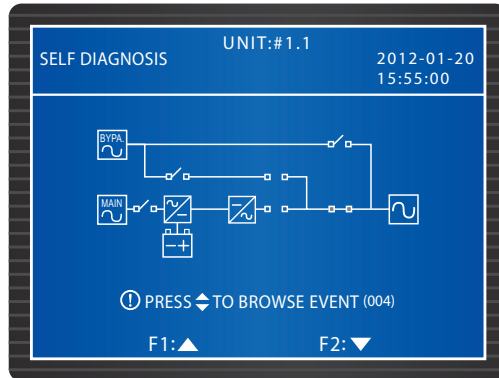 UNIT:#1.1
SELF DIAGNOSIS
2012-01-20
15:55:00
BYPA.
MAIN
PRESS TO BROWSE EVENT (004)
F1:
F2: